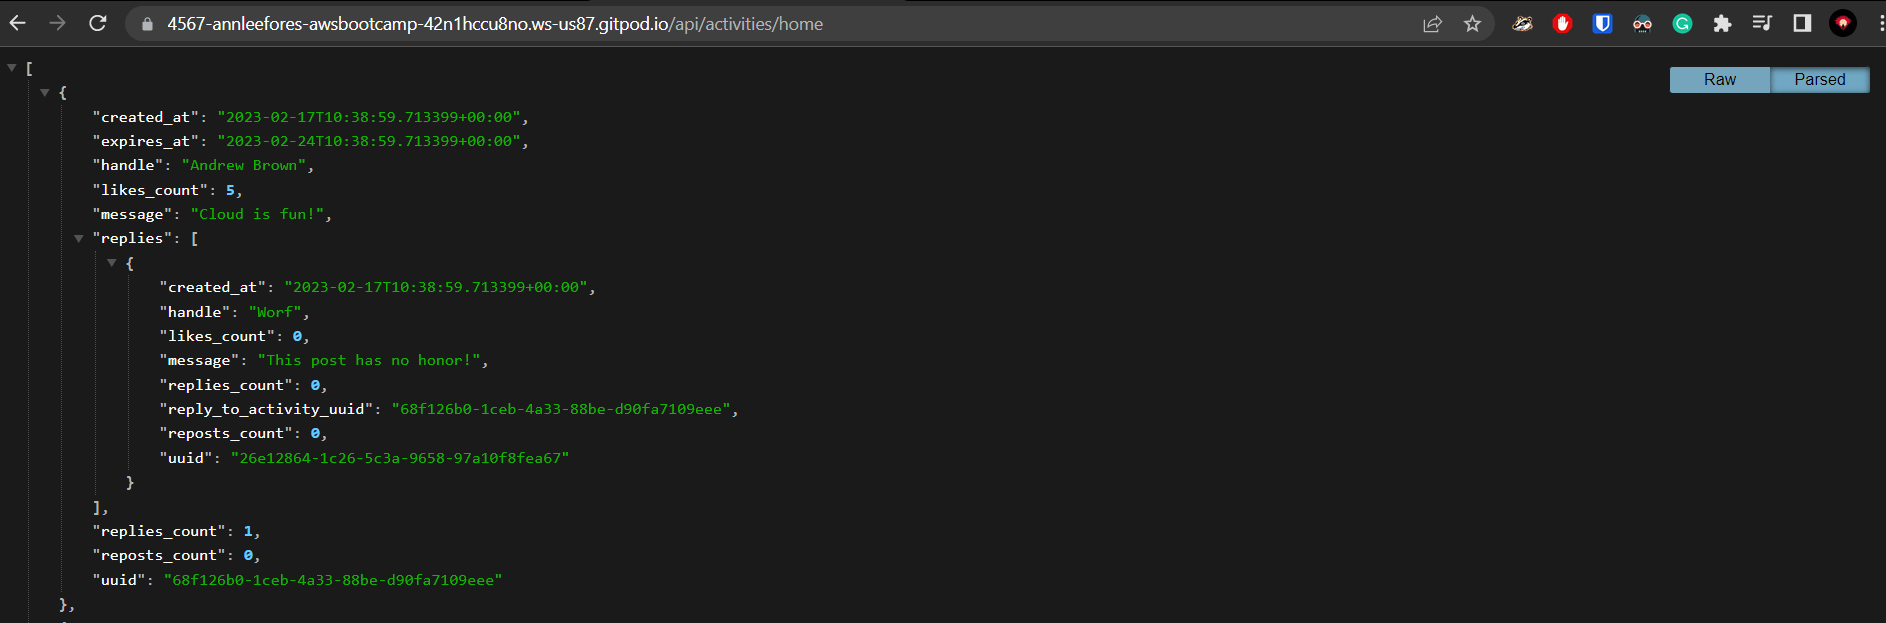 4567-annleefores-awsbootcamp-42n1hccu8no.ws-us87.gitpod.io/api/activities/home
Raw Parsed
[
{
"created_at": "2023-02-17T10:38:59.713399+00:00",
"expires_at": "2023-02-24T10:38:59.713399+00:00",
"handle": "Andrew Brown",
"likes_count": 5,
"message": "Cloud is fun!",
"replies": [
{
"created_at": "2023-02-17T10:38:59.713399+00:00",
"handle": "Worf",
"likes_count": 0,
"message": "This post has no honor!",
"replies_count": 0,
"reply_to_activity_uuid": "68f126b0-1ceb-4a33-88be-d90fa7109eee",
"reposts_count": 0,
"uuid": "26e12864-1c26-5c3a-9658-97a10f8fea67"
}
],
"replies_count": 1,
"reposts_count": 0,
"uuid": "68f126b0-1ceb-4a33-88be-d90fa7109eee"
},